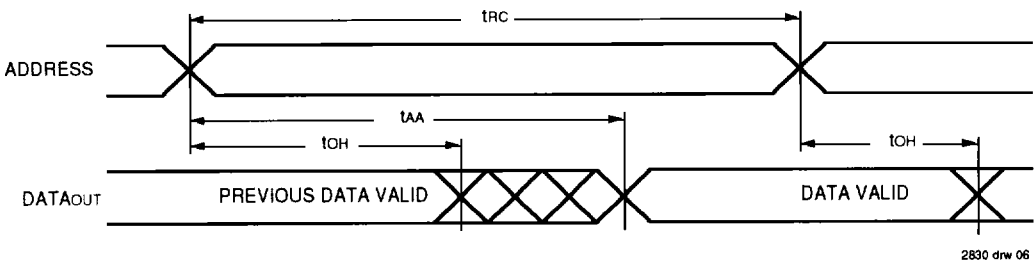 tRC
ADDRESS
tAA
tOH
tOH
DATAOUT
PREVIOUS DATA VALID
DATA VALID
2830 drw 06